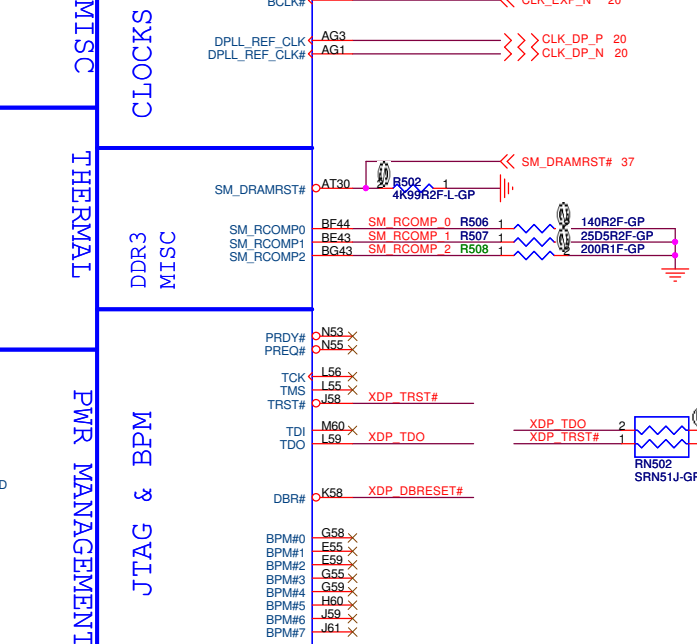 MISC
CLOCKS
BCLK#
CLK_EXP_N 20
DPLL_REF_CLK AG3 CLK_DP_P 20
DPLL_REF_CLK# AG1 CLK_DP_N 20
THERMAL
DDR3
MISC
SM_DRAMRST# 37
SM_DRAMRST# AT30 2 R502 1
4K99R2F-L-GP
SM_RCOMP0 BF44 SM_RCOMP_0 R506 1 140R2F-GP
SM_RCOMP1 BE43 SM_RCOMP_1 R507 1 25D5R2F-GP
SM_RCOMP2 BG43 SM_RCOMP_2 R508 1 2 200R1F-GP
PWR MANAGEMENT
JTAG & BPM
PRDY# N53
PREQ# N55
TCK L56
TMS L55
TRST# J58 XDP_TRST#
TDI M60
TDO L59 XDP_TDO
XDP_TDO 2
XDP_TRST# 1
RN502
SRN51J-GP
DBR# K58 XDP_DBRESET#
D
BPM#0 G58
BPM#1 E55
BPM#2 E59
BPM#3 G55
BPM#4 G59
BPM#5 H60
BPM#6 J59
BPM#7 J61